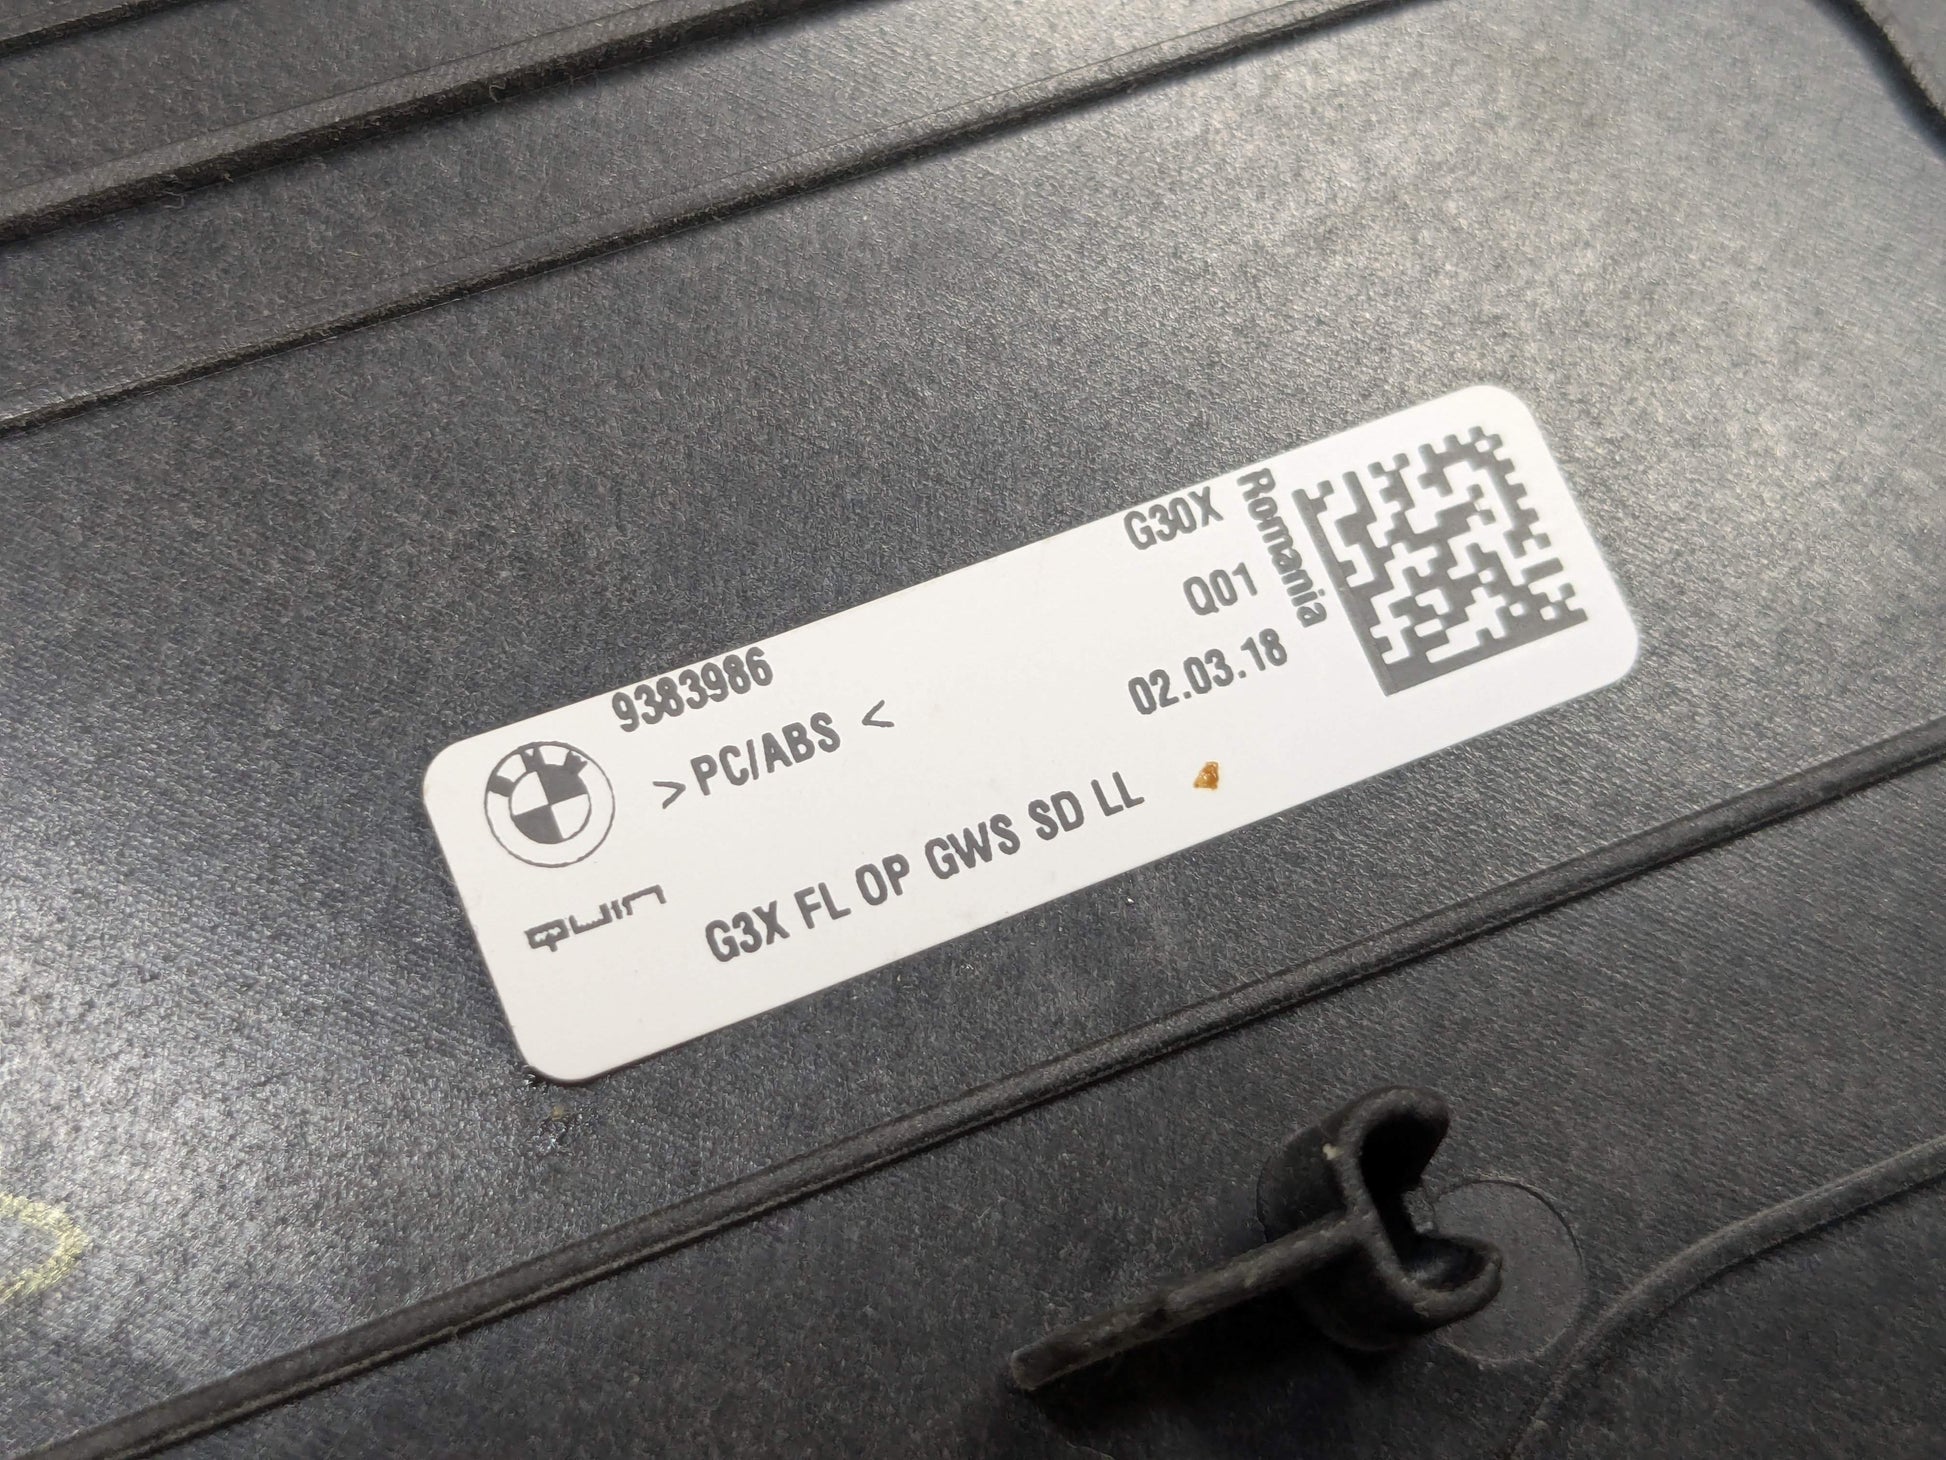 9383986
>PC/ABS <
G30X
Q01
02.03.18
Romania
quin
G3X FL OP GWS SD LL